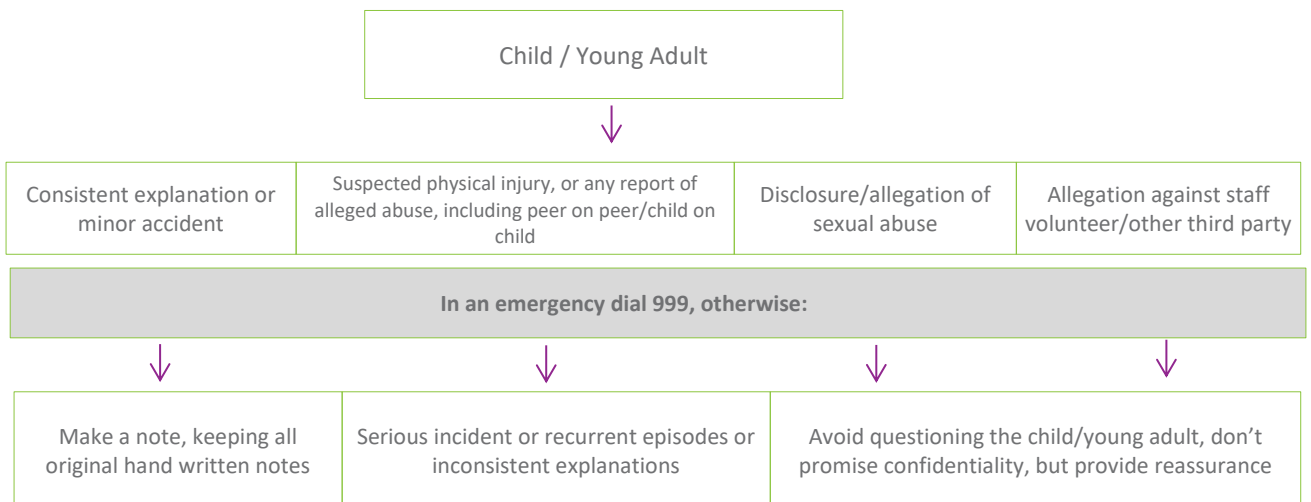 Child / Young Adult
Consistent explanation or
minor accident
Suspected physical injury, or any report of
alleged abuse, including peer on peer/child on
child
Disclosure/allegation of
sexual abuse
Allegation against staff
volunteer/other third party
In an emergency dial 999, otherwise:
Make a note, keeping all
original hand written notes
Serious incident or recurrent episodes or
inconsistent explanations
Avoid questioning the child/young adult, don’t
promise confidentiality, but provide reassurance